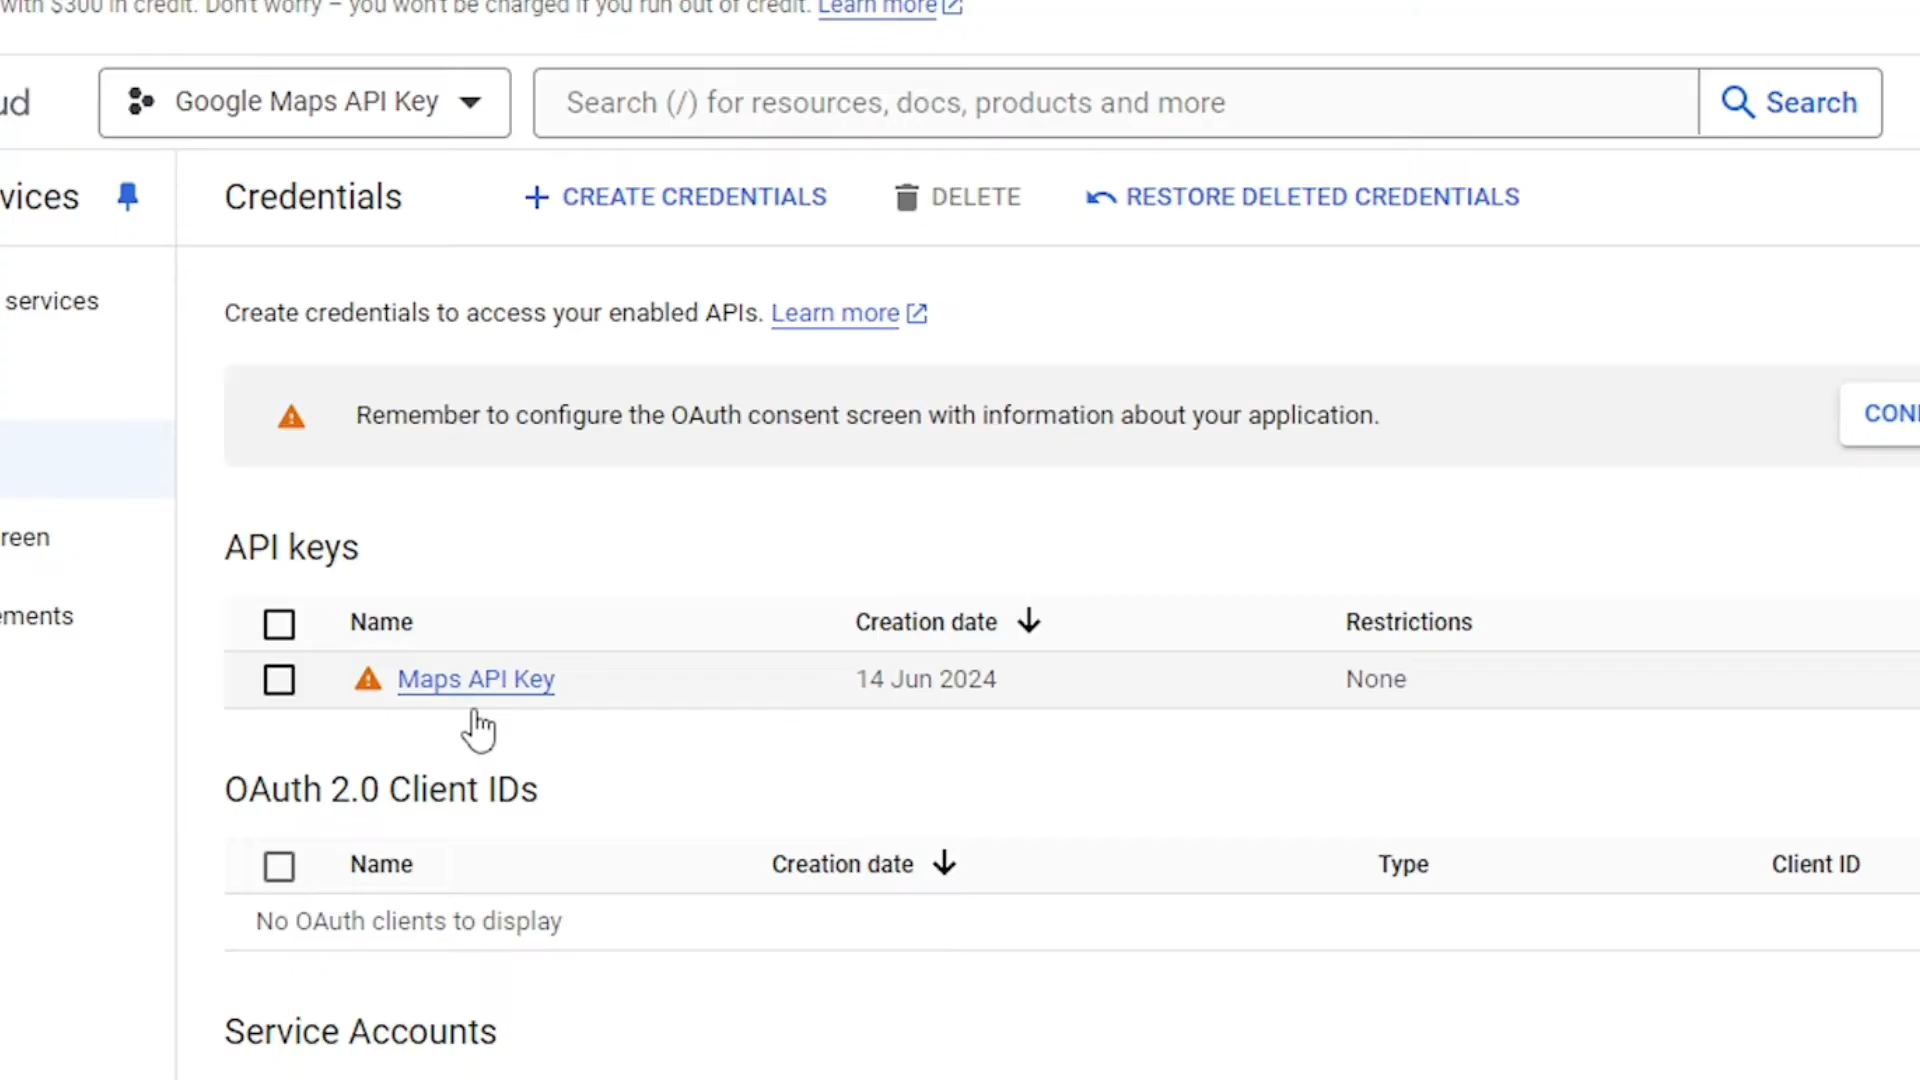 with $300 in credit. Don't worry – you won't be charged if you run out of credit. Learn more
ud
Google Maps API Key
Search (/) for resources, docs, products and more
Search
vices
Credentials
CREATE CREDENTIALS
DELETE
RESTORE DELETED CREDENTIALS
services
Create credentials to access your enabled APIs. Learn more
Remember to configure the OAuth consent screen with information about your application.
CON
reen
ements
API keys
Name
Creation date
Restrictions
Maps API Key
14 Jun 2024
None
OAuth 2.0 Client IDs
Name
Creation date
Type
Client ID
No OAuth clients to display
Service Accounts